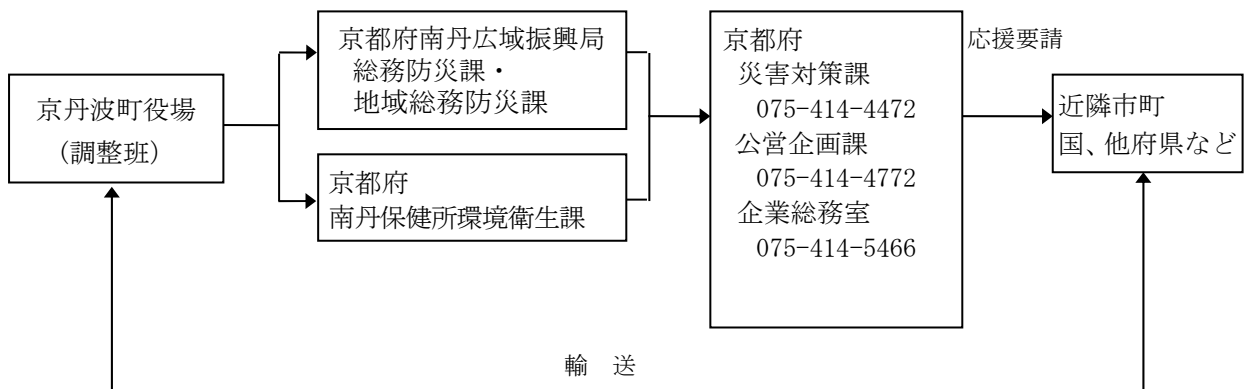 京丹波町役場
（調整班）
京都府南丹広域振興局
総務防災課・
地域総務防災課
京都府
南丹保健所環境衛生課
京都府
災害対策課
075-414-4472
公営企画課
075-414-4772
企業総務室
075-414-5466
応援要請
近隣市町
国、他府県など
輸　送